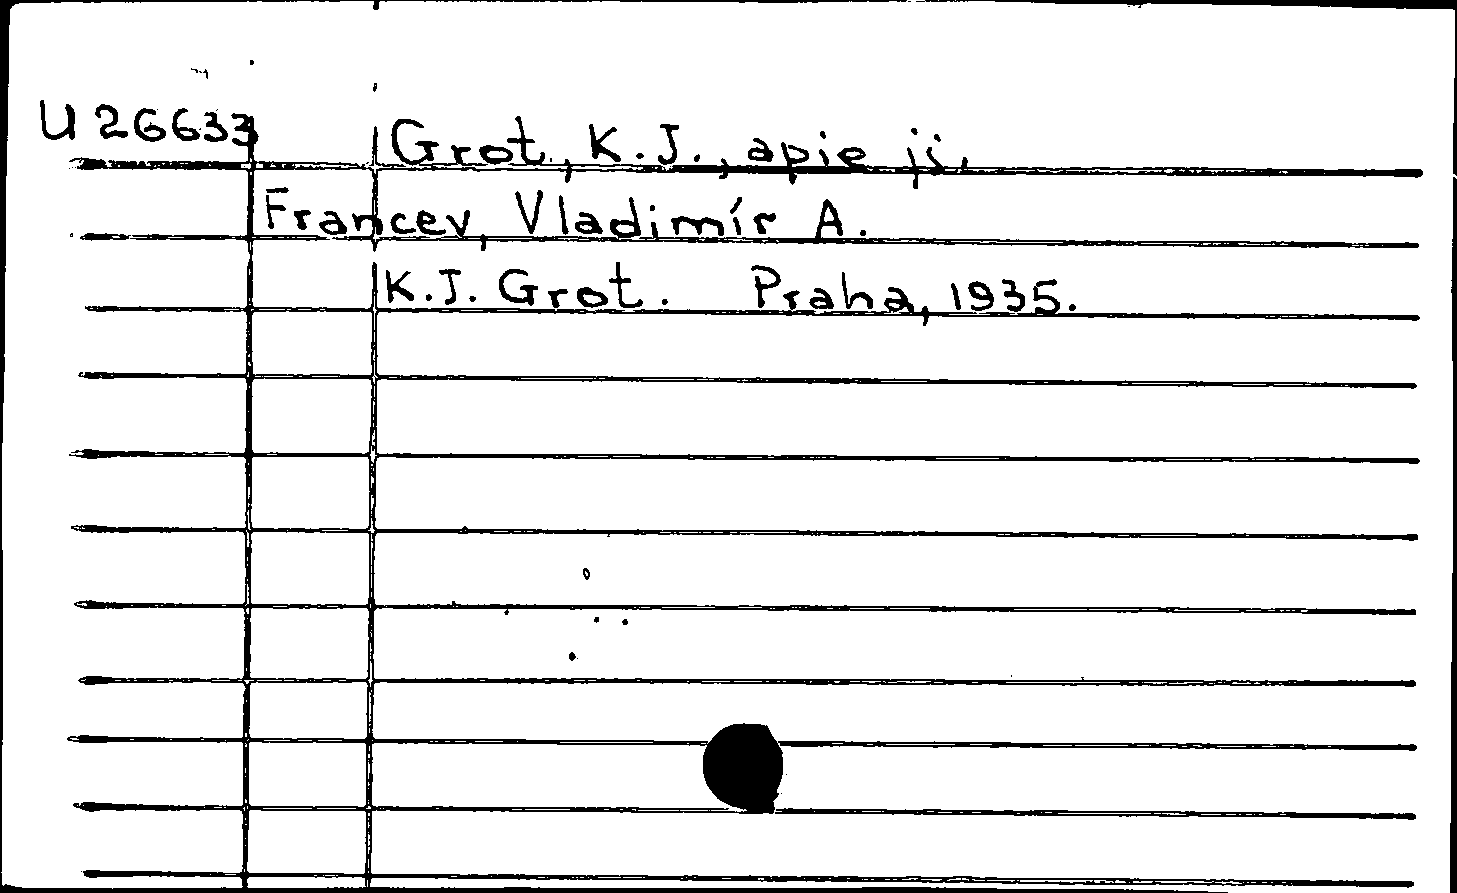 U 26633 Grot, K.J., apie jį.
Francev, Vladimír A.
K.J. Grot. Praha, 1935.